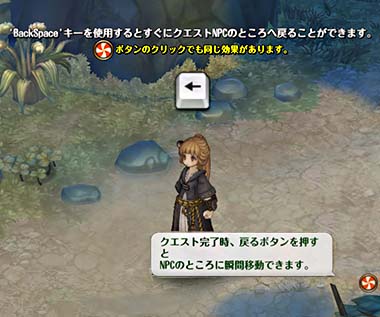 'BackSpace'キーを使用するとすぐにクエストNPCのところへ戻ることができます。
ボタンのクリックでも同じ効果があります。
←
クエスト完了時、戻るボタンを押す
と
NPCのところに瞬間移動できます。